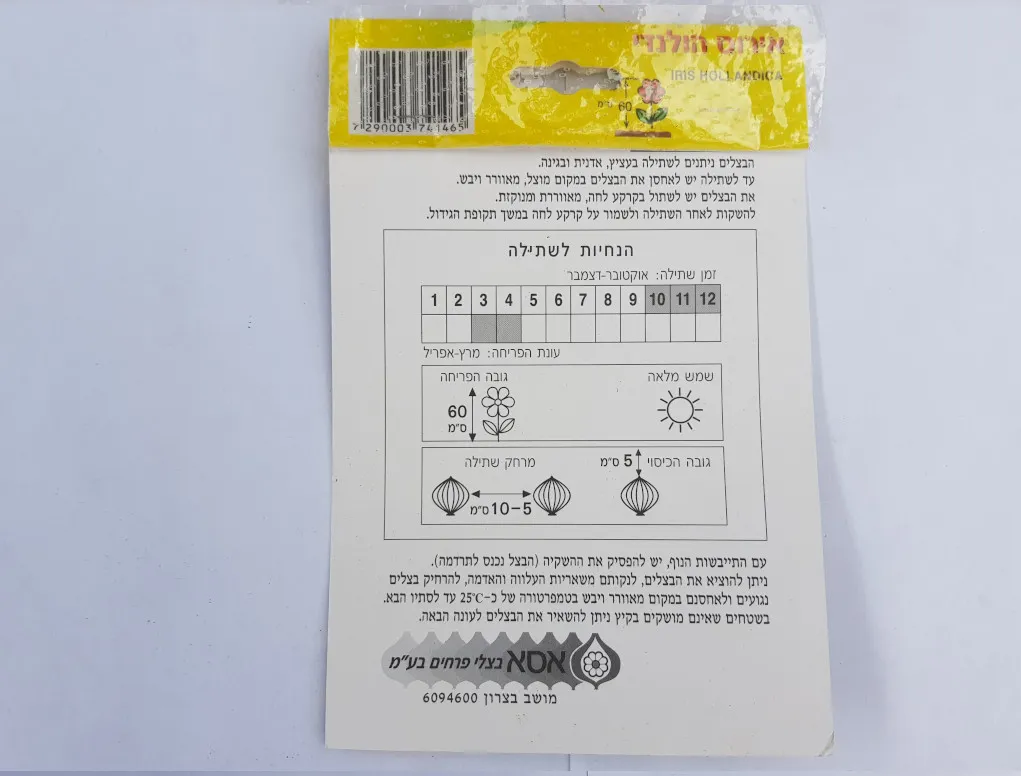 אירוס הולנדי
IRIS HOLLANDICA
60 ס"מ
7 290003 741465
הבצלים ניתנים לשתילה בעציץ, אדנית ובגינה.
עד לשתילה יש לאחסן את הבצלים במקום מוצל, מאוורר ויבש.
את הבצלים יש לשתול בקרקע לחה, מאווררת ומנוקזת.
להשקות לאחר השתילה ולשמור על קרקע לחה במשך תקופת הגידול.
הנחיות לשתילה
זמן שתילה: אוקטובר-דצמבר
1 2 3 4 5 6 7 8 9 10 11 12
עונת הפריחה: מרץ-אפריל
שמש מלאה
גובה הפריחה
60
ס"מ
גובה הכיסוי
5 ס"מ
מרחק שתילה
10-5 ס"מ
עם התייבשות הנוף, יש להפסיק את ההשקיה (הבצל נכנס לתרדמה).
ניתן להוציא את הבצלים, לנקותם משאריות העלווה והאדמה, להרחיק בצלים
נגועים ולאחסנם במקום מאוורר ויבש בטמפרטורה של כ-25°C עד לסתיו הבא.
בשטחים שאינם מושקים בקיץ ניתן להשאיר את הבצלים לעונה הבאה.
אסא בצלי פרחים בע"מ
מושב בצרון 6094600